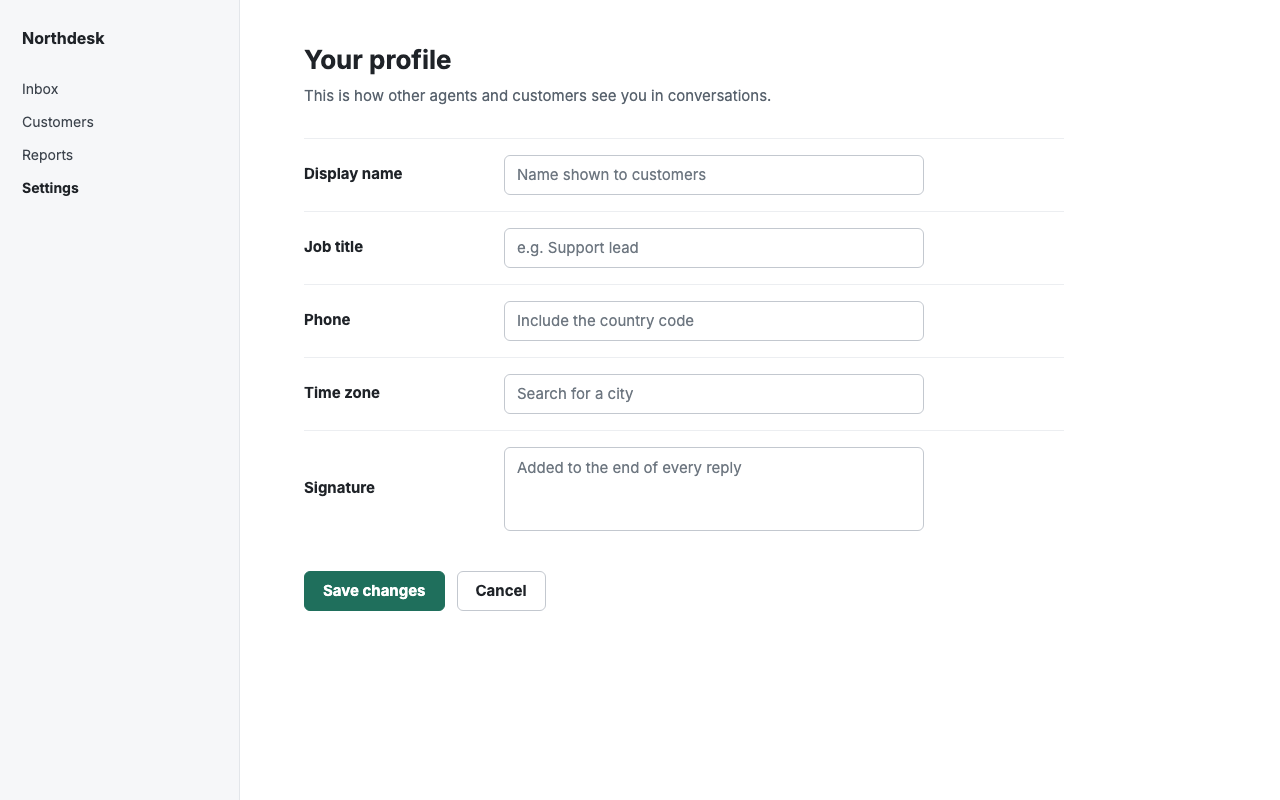 Northdesk
Inbox
Customers
Reports
Settings
Your profile
This is how other agents and customers see you in conversations.
Display name
Name shown to customers
Job title
e.g. Support lead
Phone
Include the country code
Time zone
Search for a city
Signature
Added to the end of every reply
Save changes
Cancel